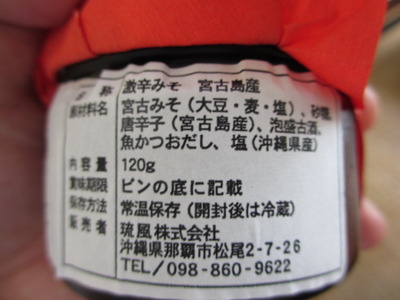 名称 激辛みそ 宮古島産
原材料名 宮古みそ(大豆・麦・塩)、砂糖、
唐辛子(宮古島産)、泡盛古酒、
魚かつおだし、塩(沖縄県産)
内容量 120g
賞味期限 ビンの底に記載
保存方法 常温保存(開封後は冷蔵)
販売者 琉風株式会社
沖縄県那覇市松尾2-7-26
TEL/098-860-9622